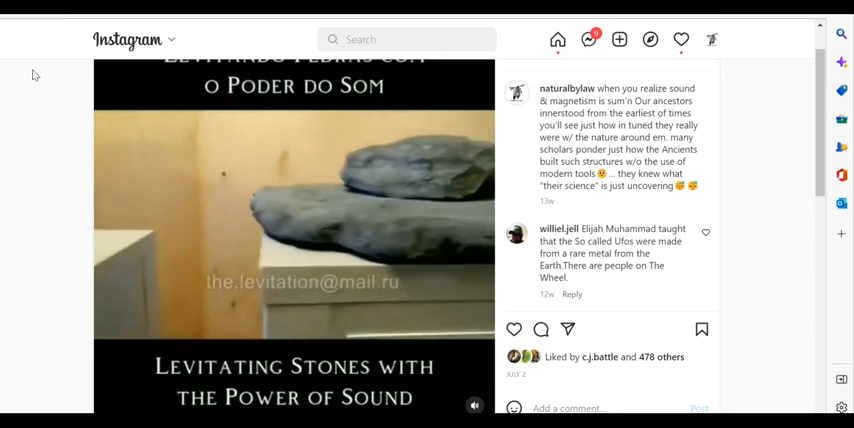 Instagram
Search
9
LEVITANDO PEDRAS COM
O PODER DO SOM
the.levitation@mail.ru
LEVITATING STONES WITH
THE POWER OF SOUND
naturalbylaw when you realize sound
& magnetism is sum'n Our ancestors
innerstood from the earliest of times
you'll see just how in tuned they really
were w/ the nature around em. many
scholars ponder just how the Ancients
built such structures w/o the use of
modern tools🤔... they knew what
"their science" is just uncovering😴 😴
13w
williel.jell Elijah Muhammad taught
that the So called Ufos were made
from a rare metal from the
Earth.There are people on The
Wheel.
12w Reply
Liked by c.j.battle and 478 others
JULY 2
Add a comment...
Post